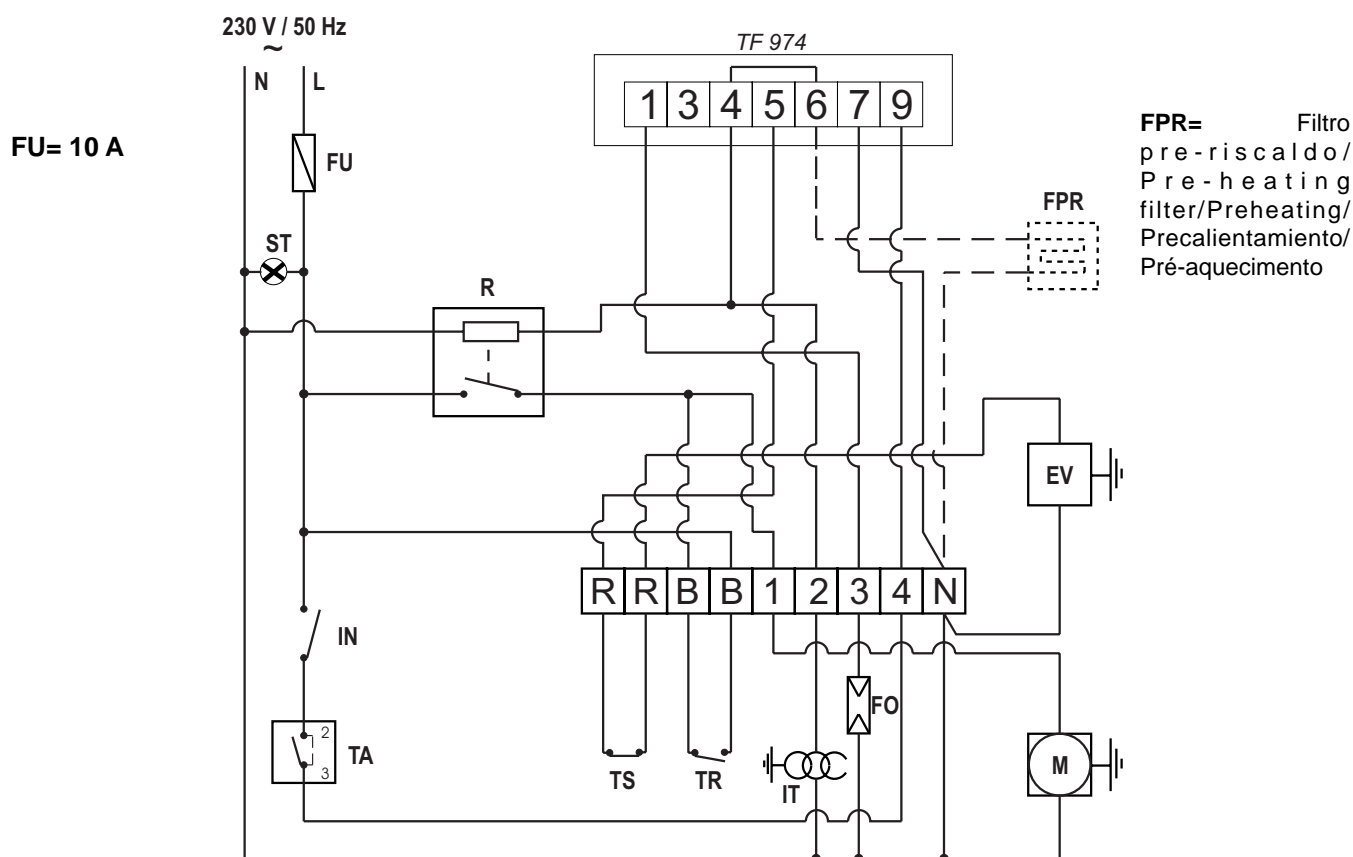 230 V / 50 Hz
~
N L
TF 974
1 3 4 5 6 7 9
FU= 10 A
FU
FPR= Filtro
pre-riscaldo/
Pre-heating
filter/Preheating/
Precalientamiento/
Pré-aquecimento
FPR
ST
R
EV
R R B B 1 2 3 4 N
IN
FO
2
TA
3
TS
TR
IT
M